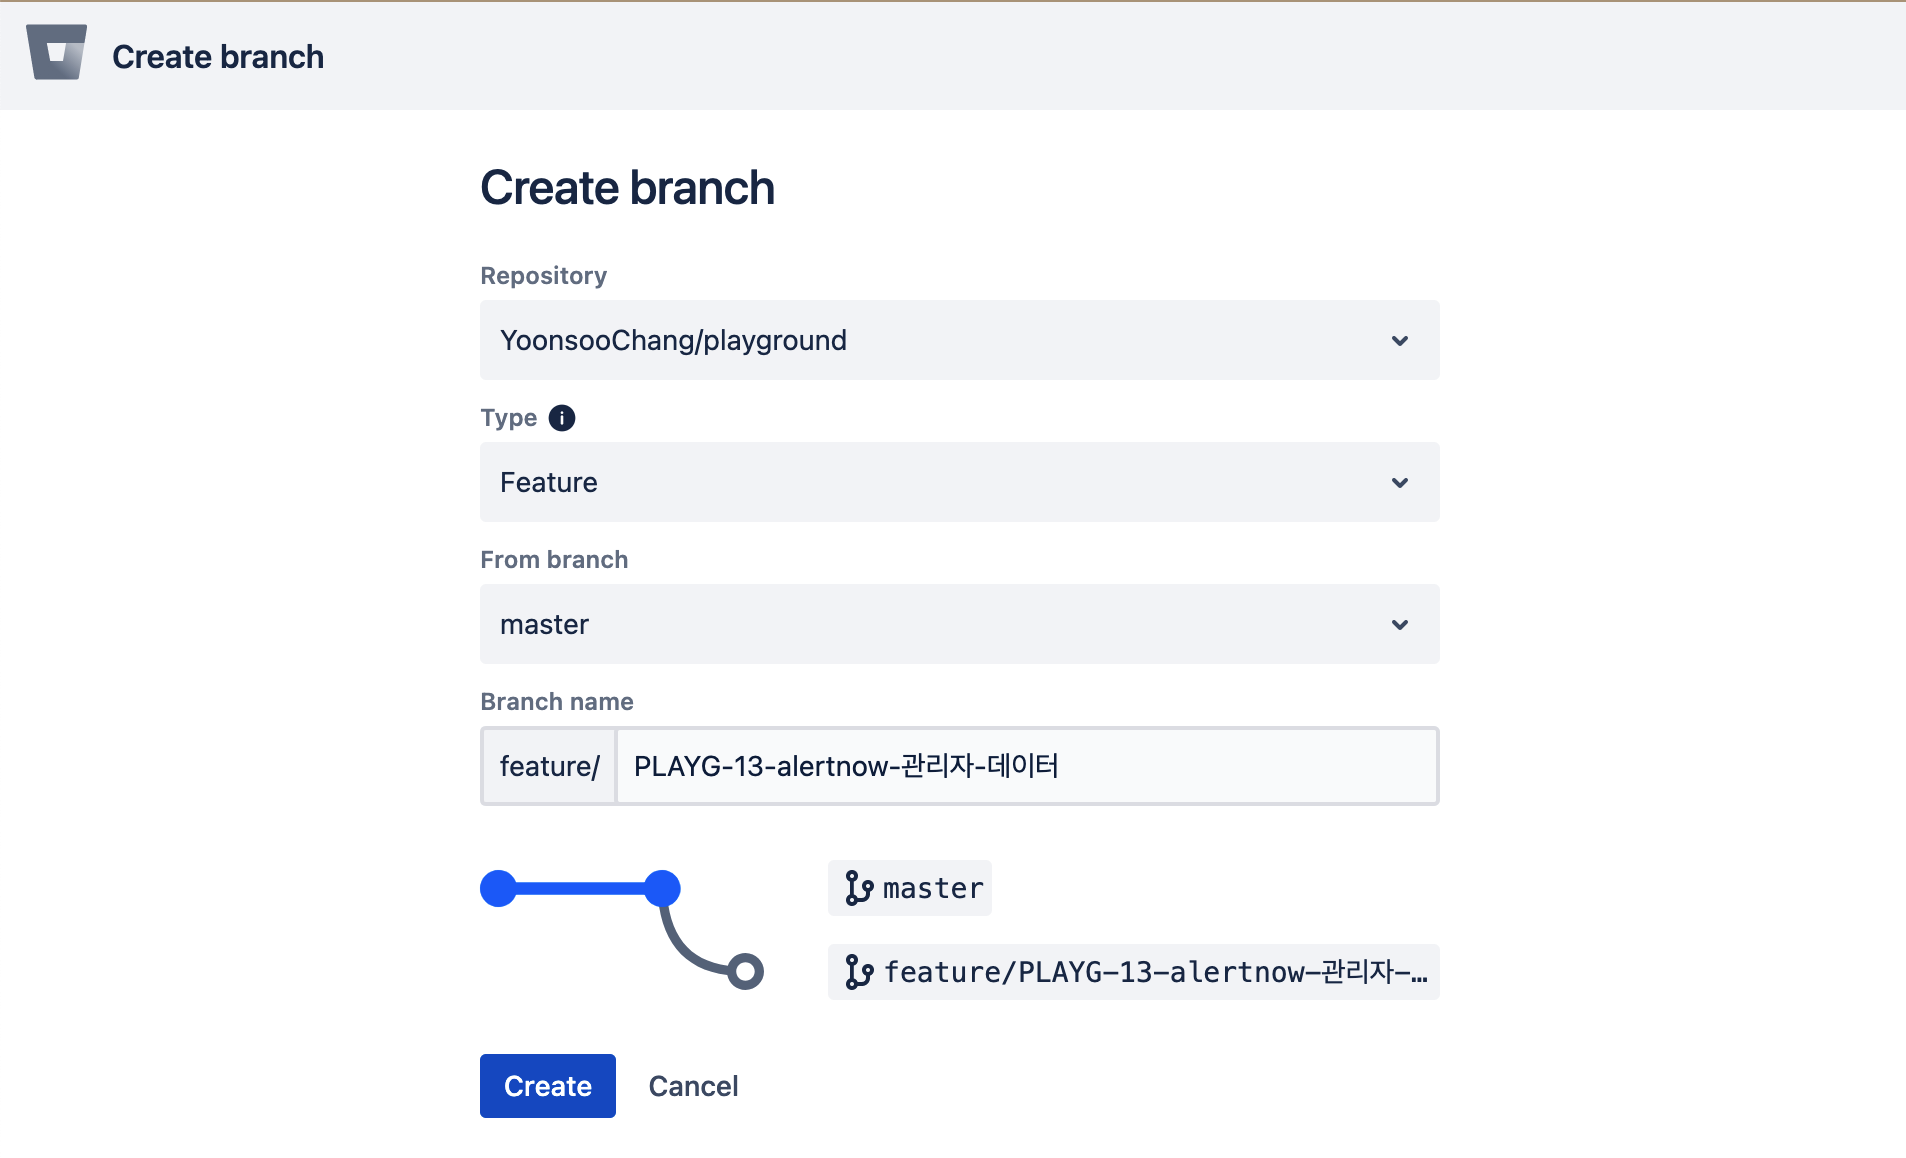 Create branch
Create branch
Repository
YoonsooChang/playground
Type i
Feature
From branch
master
Branch name
feature/ PLAYG-13-alertnow-관리자-데이터
master
feature/PLAYG-13-alertnow-관리자-…
Create Cancel